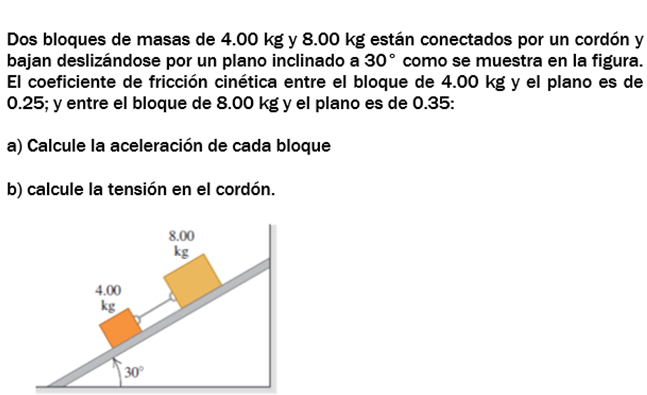 Dos bloques de masas de 4.00 kg y 8.00 kg están conectados por un cordón y
bajan deslizándose por un plano inclinado a 30° como se muestra en la figura.
El coeficiente de fricción cinética entre el bloque de 4.00 kg y el plano es de
0.25; y entre el bloque de 8.00 kg y el plano es de 0.35:
a) Calcule la aceleración de cada bloque
b) calcule la tensión en el cordón.
8.00
kg
4.00
kg
30°